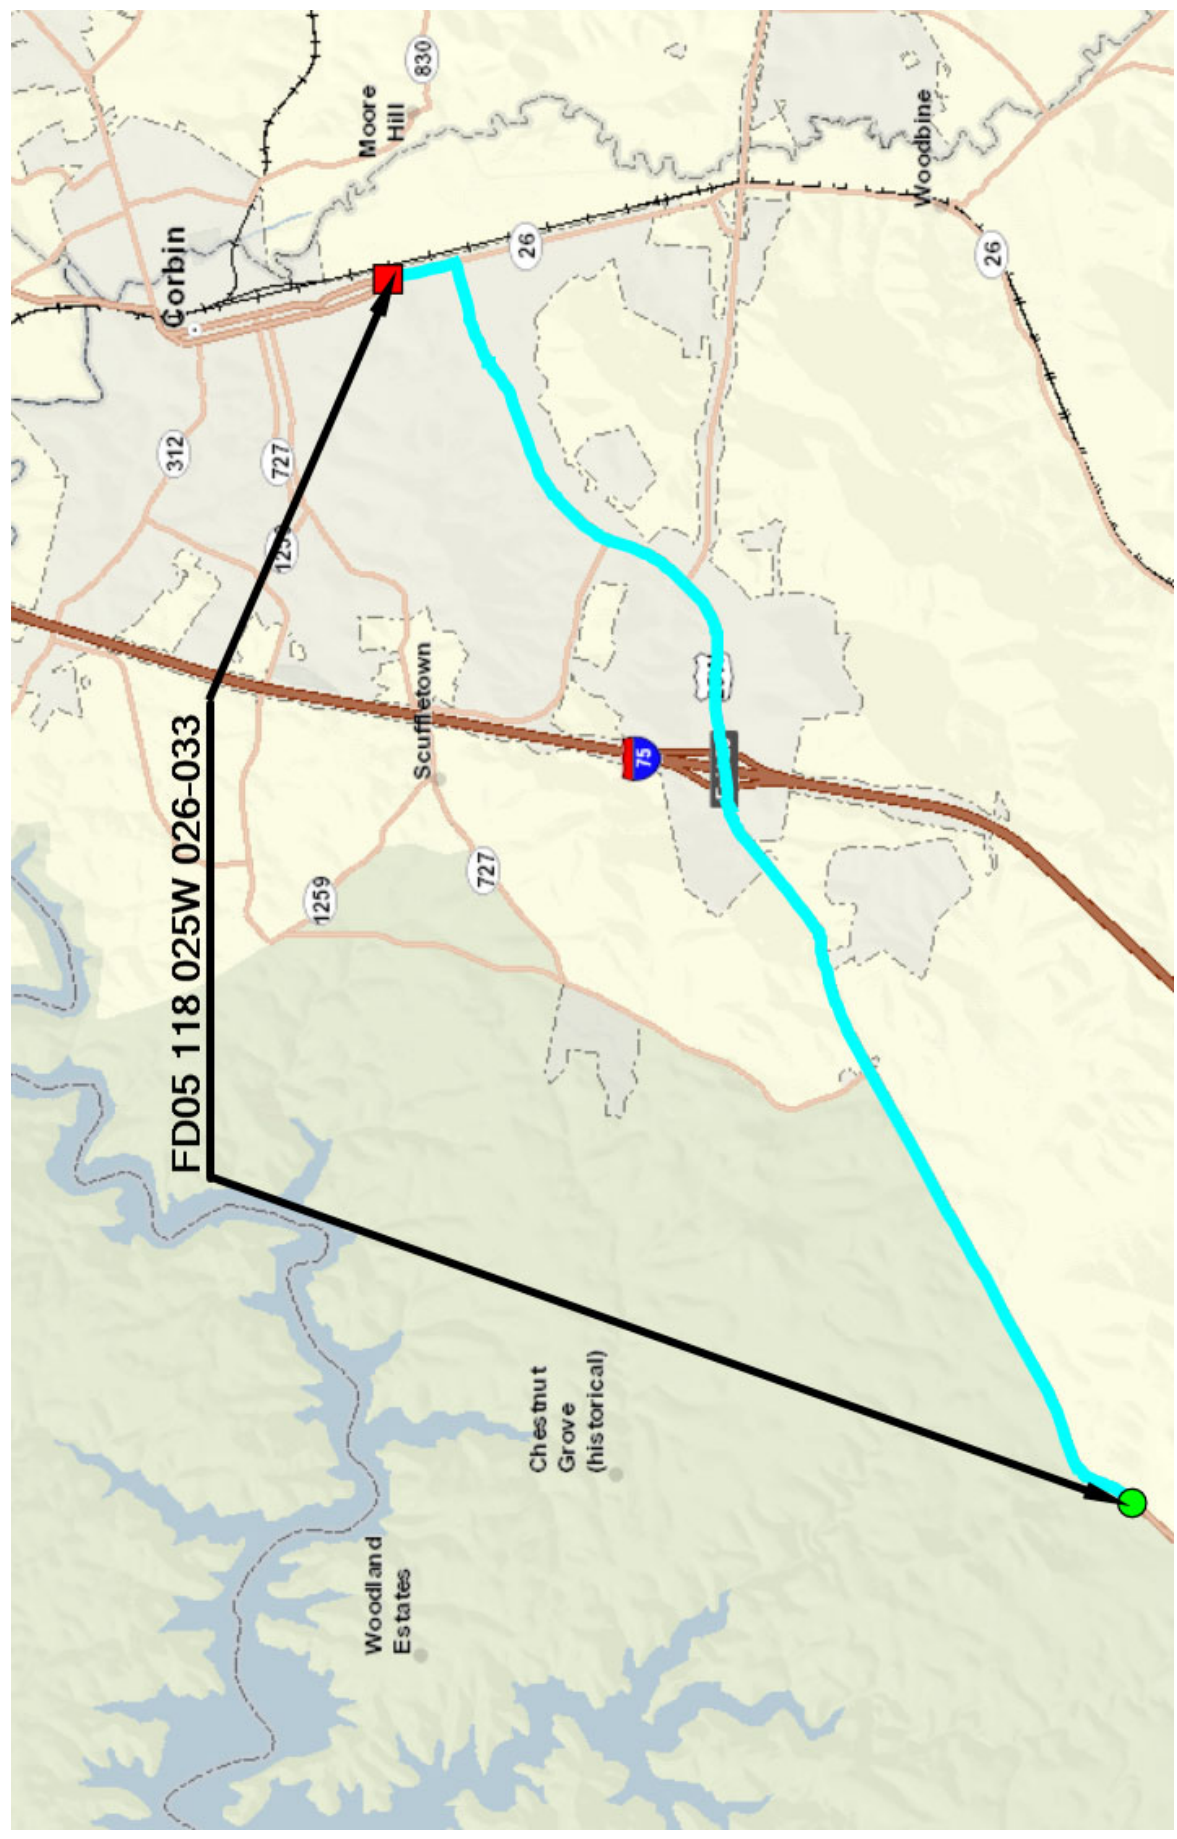 FD05 118 025W 026-033
312
Corbin
727
1259
Moore
Hill
Woodland
Estates
Scuffletown
830
727
26
Chestnut
Grove
(historical)
75
Woodbine
26